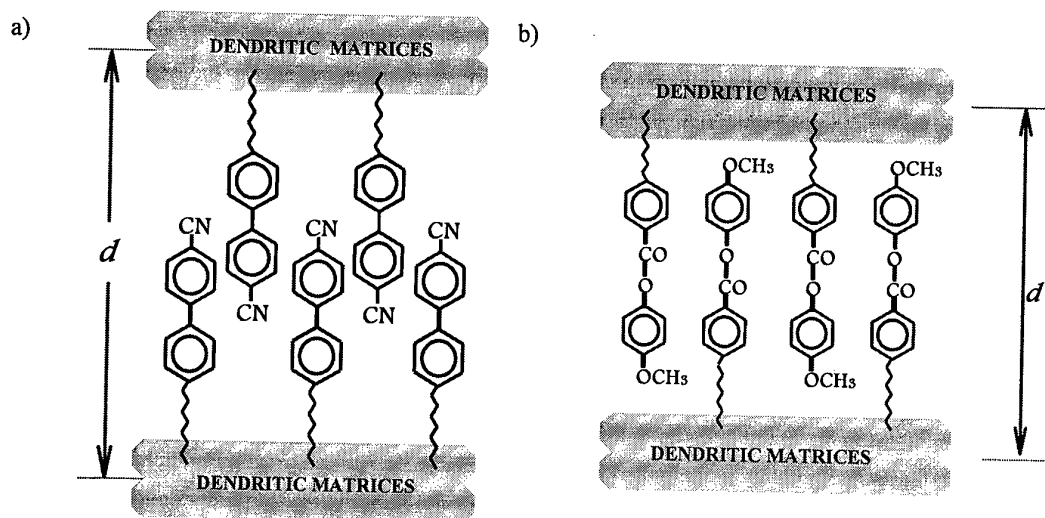 a)
DENDRITIC MATRICES
d
CN
CN
CN
CN
CN
DENDRITIC MATRICES
b)
DENDRITIC MATRICES
OCH3
OCH3
CO
O
O
CO
CO
O
O
CO
d
OCH3
OCH3
DENDRITIC MATRICES